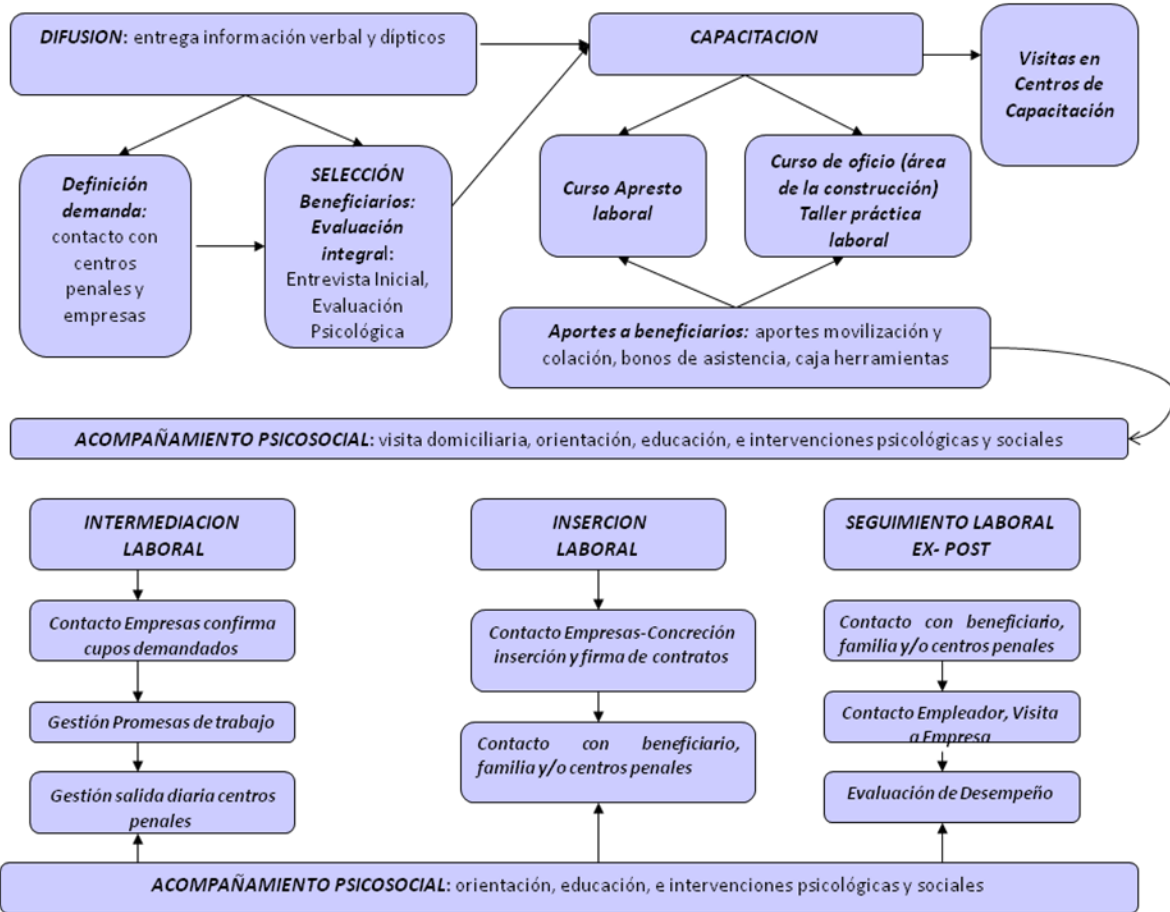 DIFUSION: entrega información verbal y dípticos
CAPACITACION
Visitas en
Centros de
Capacitación
Definición
demanda:
contacto con
centros
penales y
empresas
SELECCIÓN
Beneficiarios:
Evaluación
integral:
Entrevista Inicial,
Evaluación
Psicológica
Curso Apresto
laboral
Curso de oficio (área
de la construcción)
Taller práctica
laboral
Aportes a beneficiarios: aportes movilización y
colación, bonos de asistencia, caja herramientas
ACOMPAÑAMIENTO PSICOSOCIAL: visita domiciliaria, orientación, educación, e intervenciones psicológicas y sociales
INTERMEDIACION
LABORAL
Contacto Empresas confirma
cupos demandados
Gestión Promesas de trabajo
Gestión salida diaria centros
penales
INSERCION
LABORAL
Contacto Empresas-Concreción
inserción y firma de contratos
Contacto con beneficiario,
familia y/o centros penales
SEGUIMIENTO LABORAL
EX- POST
Contacto con beneficiario,
familia y/o centros penales
Contacto Empleador, Visita
a Empresa
Evaluación de Desempeño
ACOMPAÑAMIENTO PSICOSOCIAL: orientación, educación, e intervenciones psicológicas y sociales